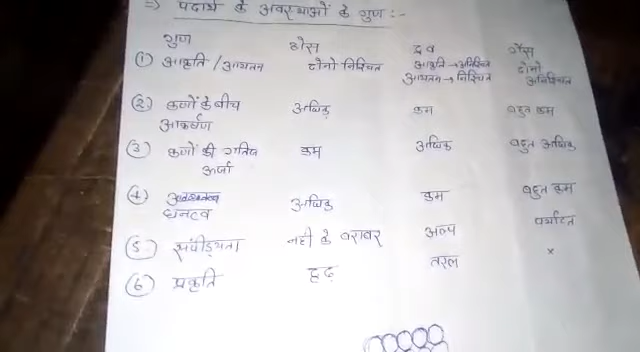 ⇒ पदार्थ के अवस्थाओं के गुण :-
गुण ठोस द्रव गैस
(1) आकृति / आयतन दोनो निश्चित आकृति → अनिश्चित आयतन → निश्चित दोनो अनिश्चित
(2) कणों के बीच आकर्षण अधिक कम बहुत कम
(3) कणों की गतिज ऊर्जा कम अधिक बहुत अधिक
(4) घनत्व अधिक कम बहुत कम
(5) संपीड्यता नही के बराबर अल्प पर्याप्त
(6) प्रकृति दृढ़ तरल ×